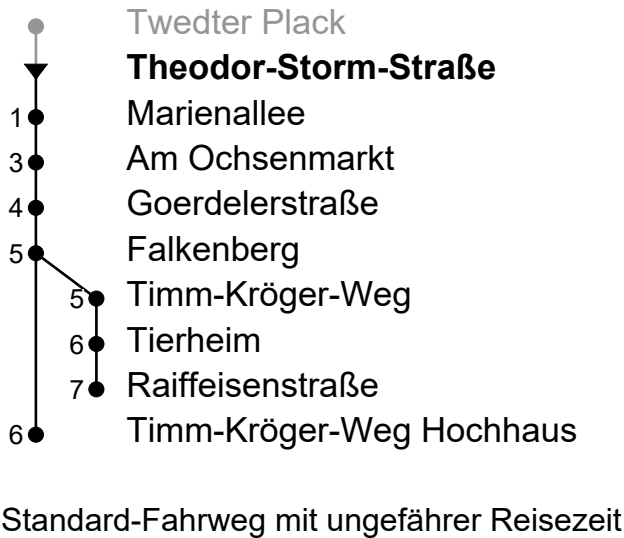 Twedter Plack
Theodor-Storm-Straße
1 Marienallee
3 Am Ochsenmarkt
4 Goerdelerstraße
5 Falkenberg
5 Timm-Kröger-Weg
6 Tierheim
7 Raiffeisenstraße
6 Timm-Kröger-Weg Hochhaus
Standard-Fahrweg mit ungefährer Reisezeit